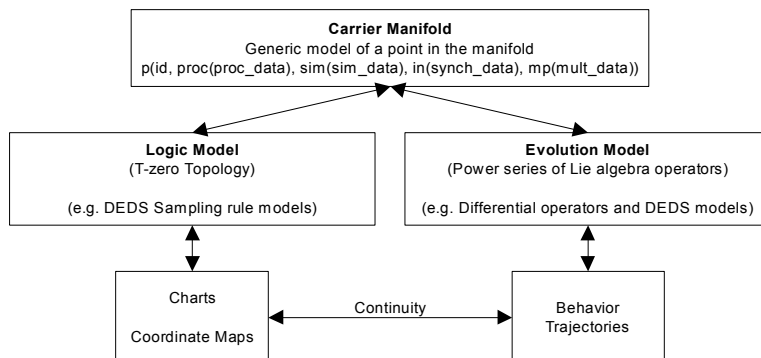 Carrier Manifold
Generic model of a point in the manifold
p(id, proc(proc_data), sim(sim_data), in(synch_data), mp(mult_data))
Logic Model
(T-zero Topology)
(e.g. DEDS Sampling rule models)
Evolution Model
(Power series of Lie algebra operators)
(e.g. Differential operators and DEDS models)
Charts
Coordinate Maps
Continuity
Behavior
Trajectories